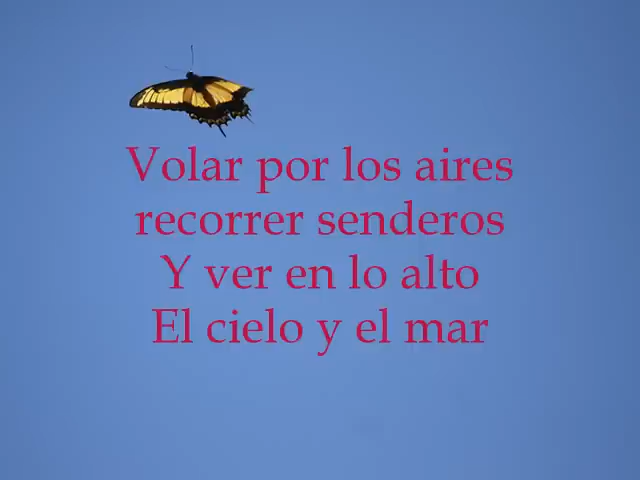 Volar por los aires
recorrer senderos
Y ver en lo alto
El cielo y el mar